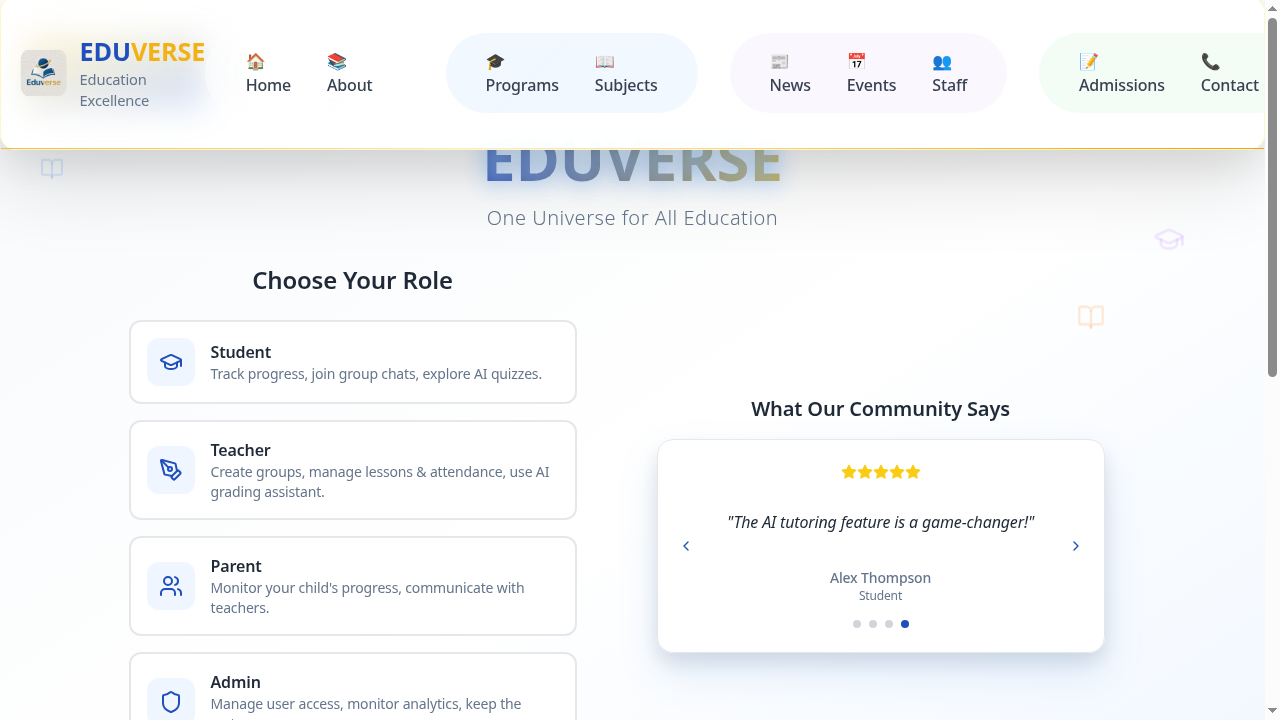 EDUVERSE
Education
Excellence
Eduverse
🏠
Home
📚
About
🎓
Programs
📖
Subjects
📰
News
📅
Events
👥
Staff
📝
Admissions
📞
Contact
EDUVERSE
One Universe for All Education
Choose Your Role
Student
Track progress, join group chats, explore AI quizzes.
Teacher
Create groups, manage lessons & attendance, use AI
grading assistant.
Parent
Monitor your child's progress, communicate with
teachers.
Admin
Manage user access, monitor analytics, keep the
What Our Community Says
"The AI tutoring feature is a game-changer!"
Alex Thompson
Student